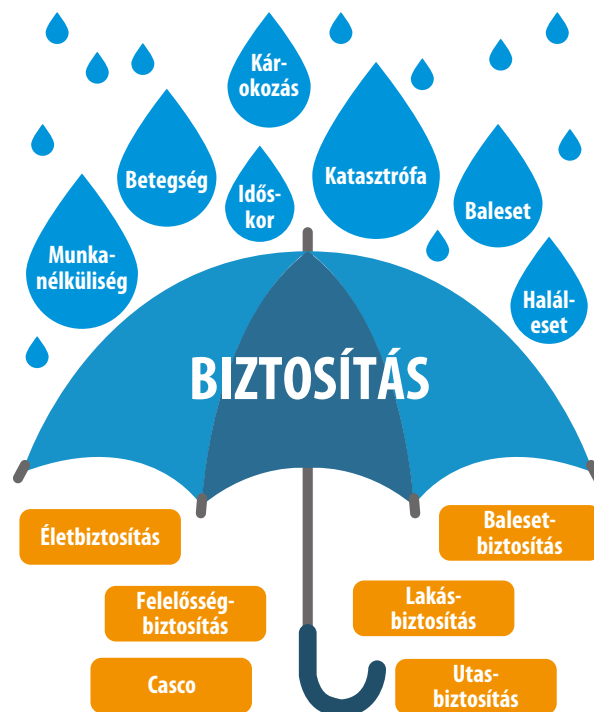 Kár-
okozás
Betegség
Katasztrófa
Idős-
kor
Baleset
Munka-
nélküliség
Halál-
eset
BIZTOSÍTÁS
Életbiztosítás
Baleset-
biztosítás
Felelősség-
biztosítás
Lakás-
biztosítás
Casco
Utas-
biztosítás